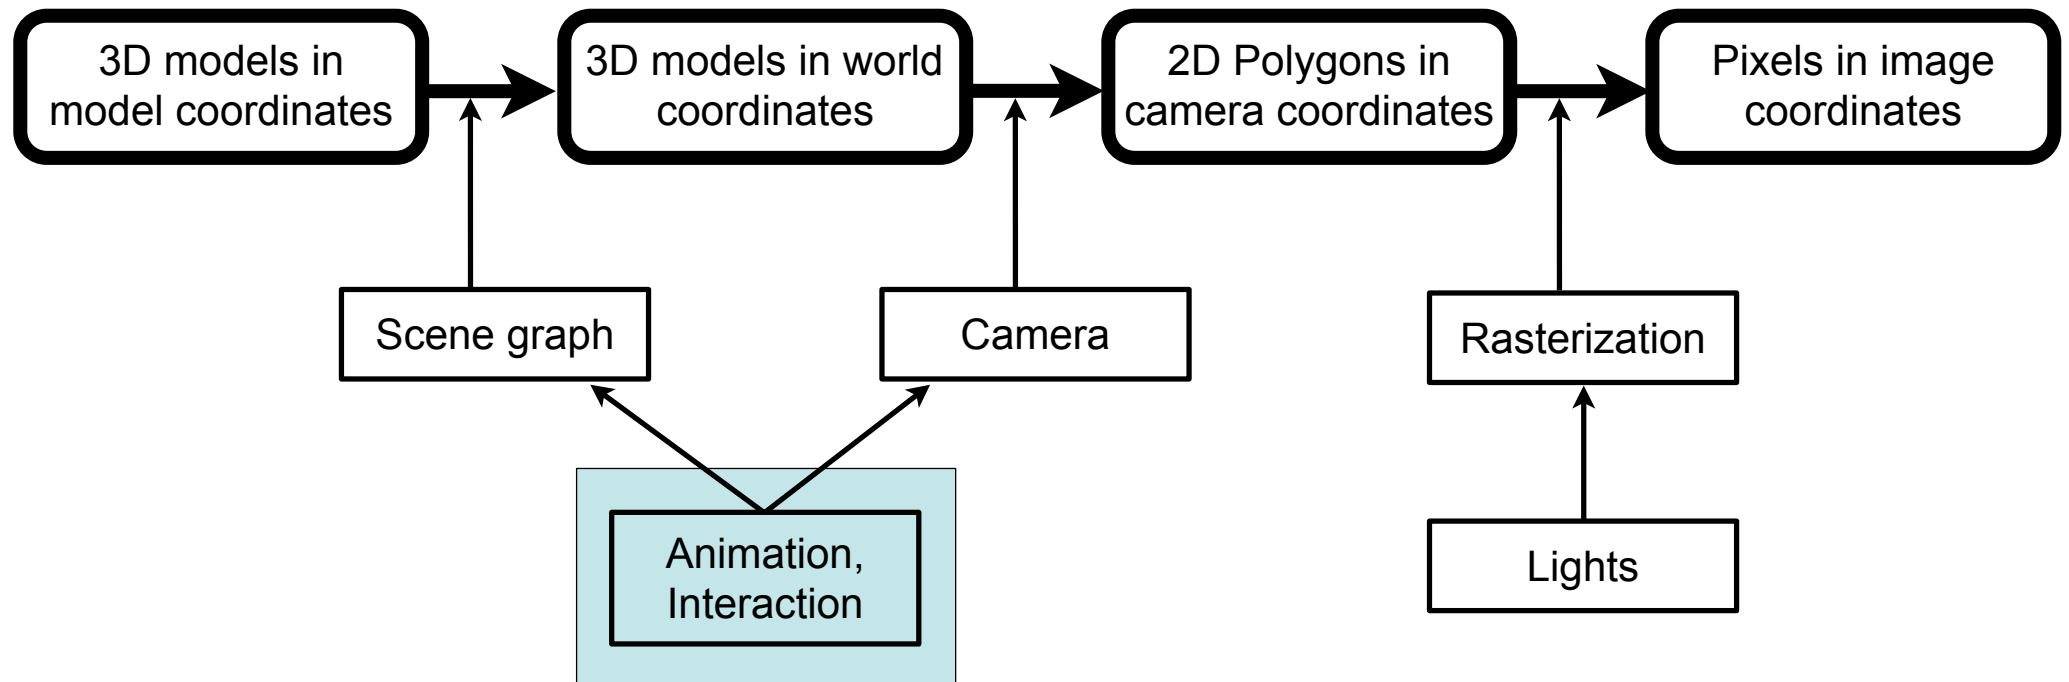 3D models in
model coordinates
3D models in world
coordinates
2D Polygons in
camera coordinates
Pixels in image
coordinates
Scene graph
Camera
Rasterization
Animation,
Interaction
Lights